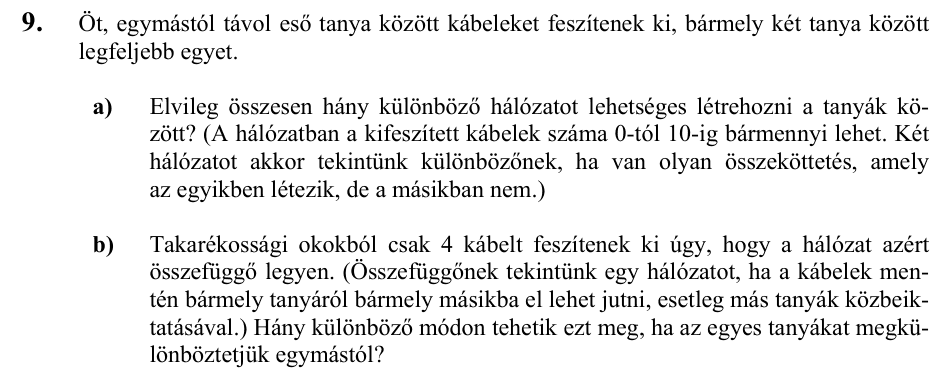 9. Öt, egymástól távol eső tanya között kábeleket feszítenek ki, bármely két tanya között
legfeljebb egyet.
a) Elvileg összesen hány különböző hálózatot lehetséges létrehozni a tanyák kö-
zött? (A hálózatban a kifeszített kábelek száma 0-tól 10-ig bármennyi lehet. Két
hálózatot akkor tekintünk különbözőnek, ha van olyan összeköttetés, amely
az egyikben létezik, de a másikban nem.)
b) Takarékossági okokból csak 4 kábelt feszítenek ki úgy, hogy a hálózat azért
összefüggő legyen. (Összefüggőnek tekintünk egy hálózatot, ha a kábelek men-
tén bármely tanyáról bármely másikba el lehet jutni, esetleg más tanyák közbeik-
tatásával.) Hány különböző módon tehetik ezt meg, ha az egyes tanyákat megkü-
lönböztetjük egymástól?